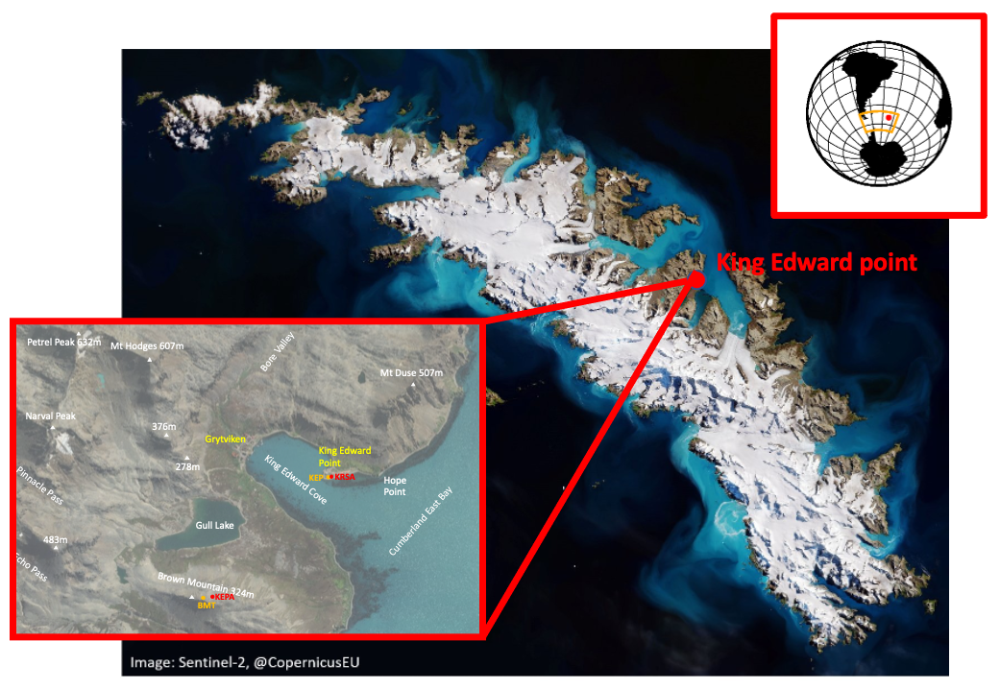 King Edward point
Petrel Peak 632m
Mt Hodges 607m
Bore Valley
Mt Duse 507m
Narval Peak
376m
Grytviken
278m
King Edward
Point
KEP
KRSA
King Edward Cove
Hope
Point
Pinnacle Pass
Cumberland East Bay
Gull Lake
483m
Echo Pass
Brown Mountain 324m
KEPA
BMT
Image: Sentinel-2, @CopernicusEU